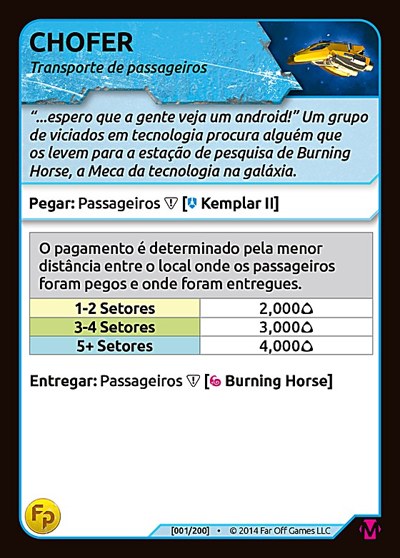 CHOFER
Transporte de passageiros
“...espero que a gente veja um android!” Um grupo
de viciados em tecnologia procura alguém que
os levem para a estação de pesquisa de Burning
Horse, a Meca da tecnologia na galáxia.
Pegar: Passageiros [Kemplar II]
O pagamento é determinado pela menor
distância entre o local onde os passageiros
foram pegos e onde foram entregues.
1-2 Setores 2,000
3-4 Setores 3,000
5+ Setores 4,000
Entregar: Passageiros [Burning Horse]
Fp
[001/200] • © 2014 Far Off Games LLC